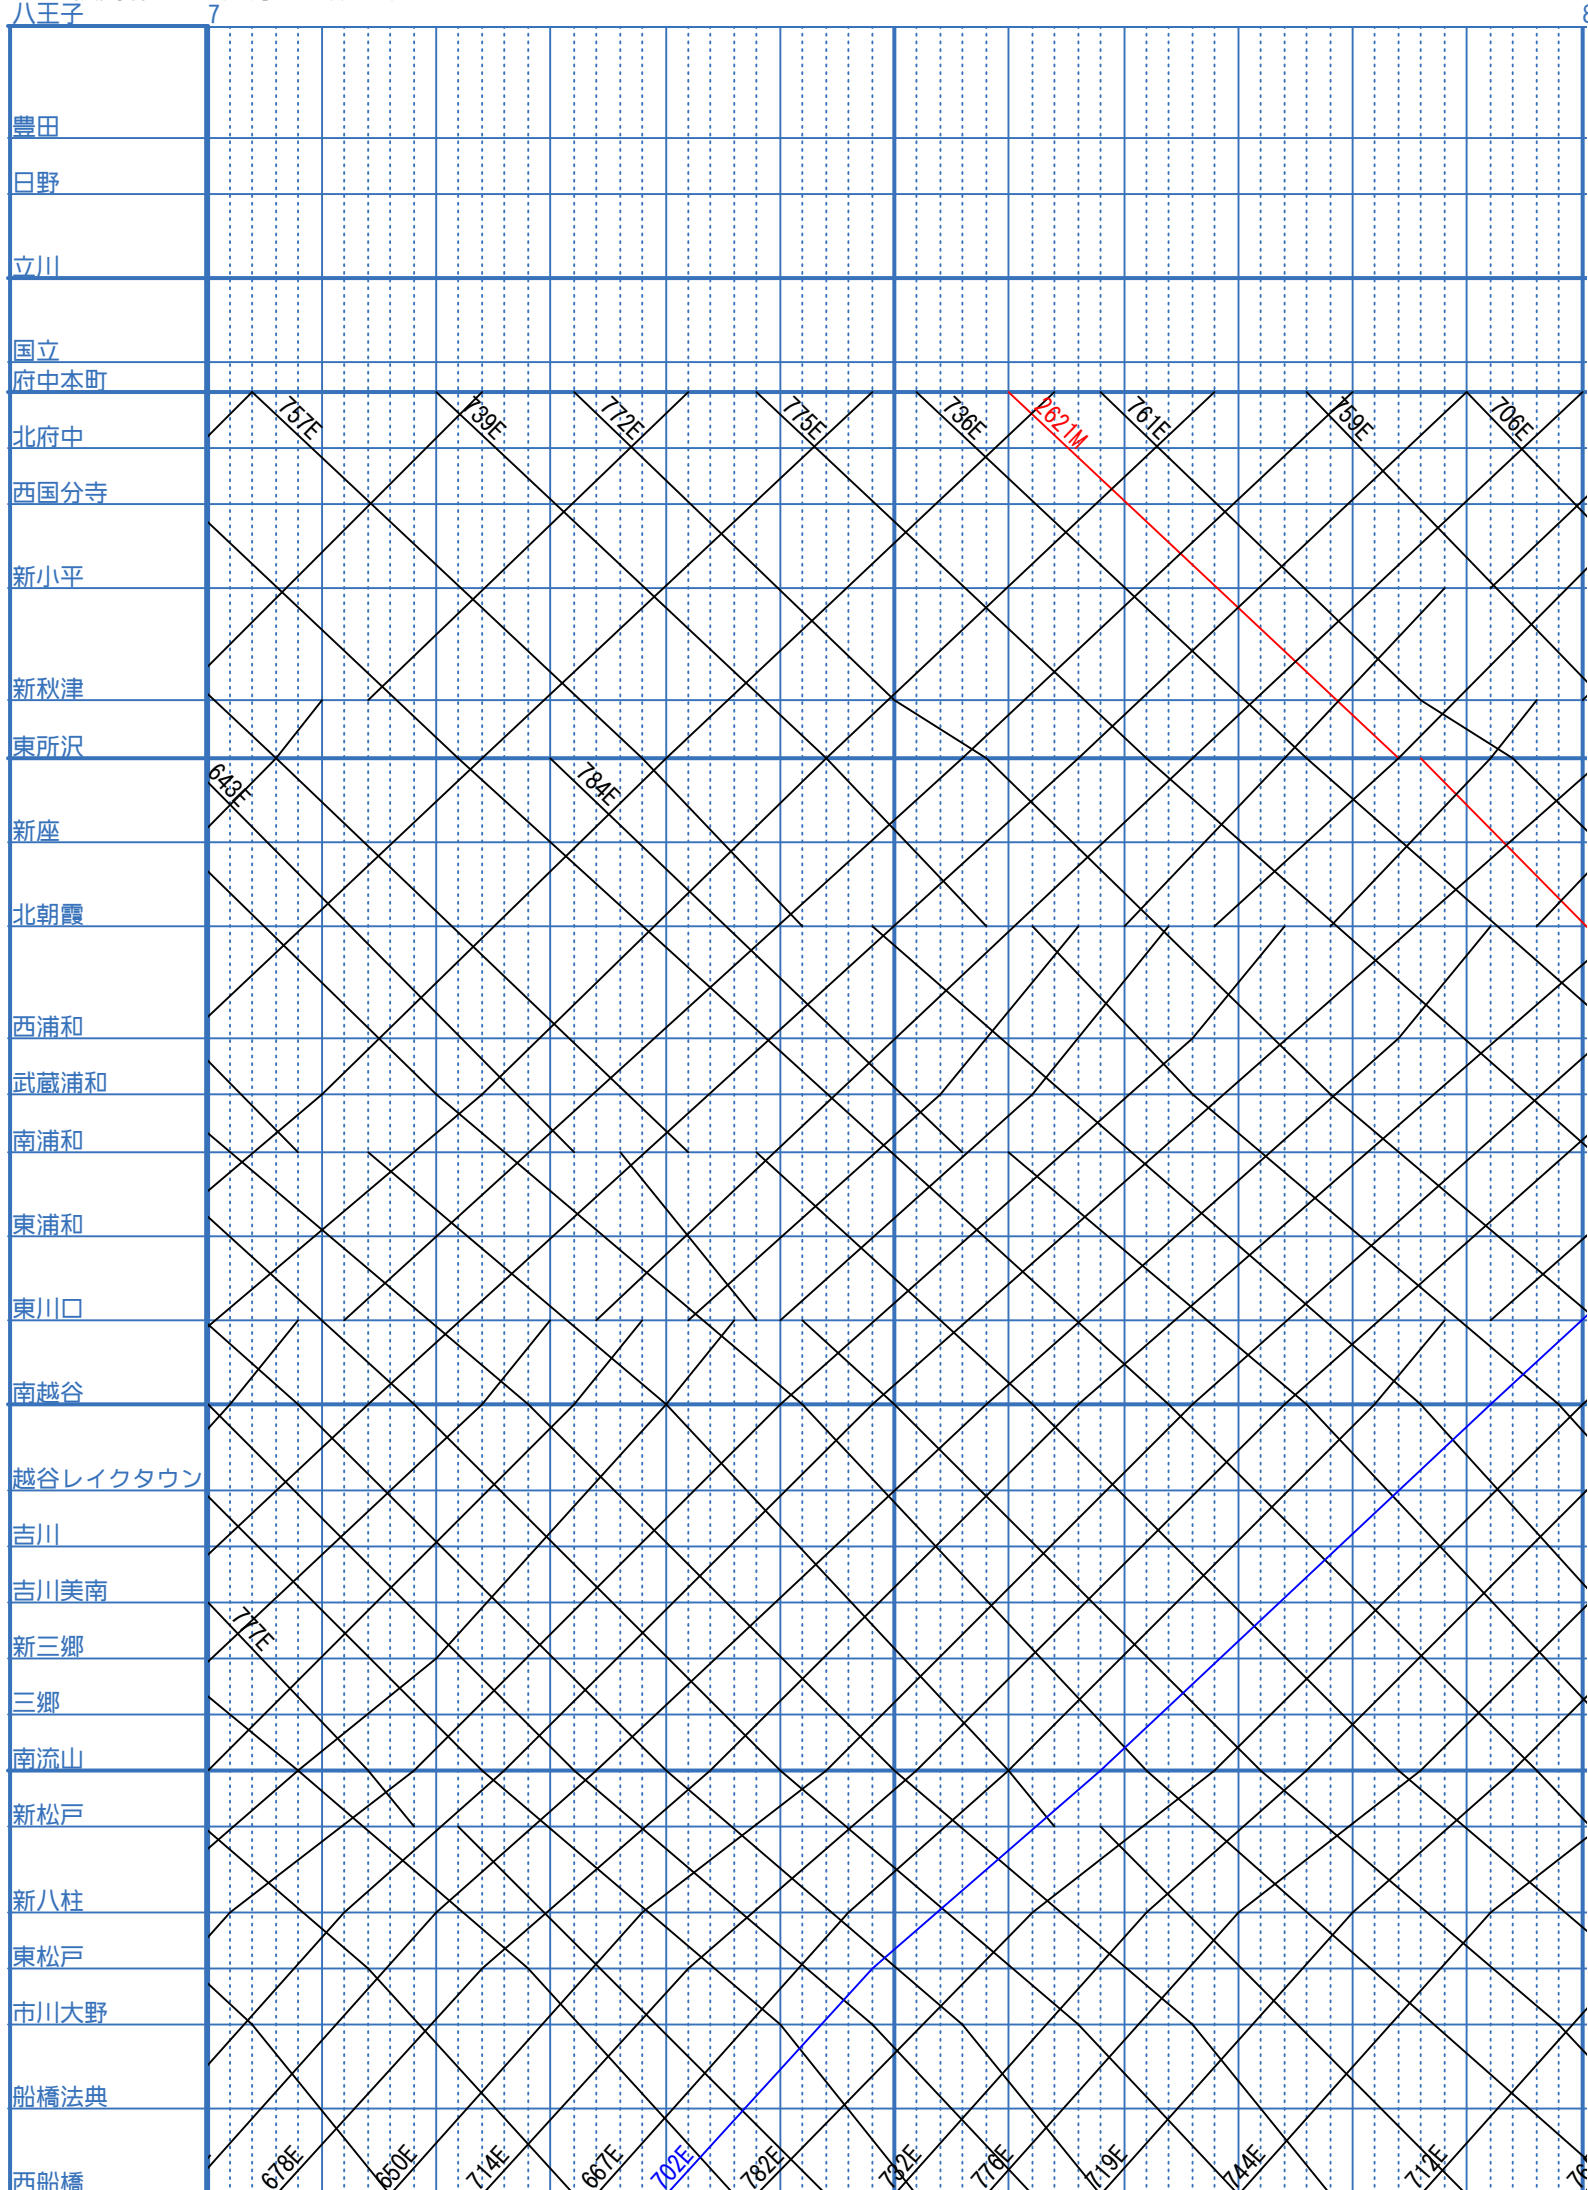 八王子 7 8
豊田
日野
立川
国立
府中本町
757E 739E 772E 775E 736E 2621M 761E 759E 706E
北府中
西国分寺
新小平
新秋津
東所沢
643E 784E
新座
北朝霞
西浦和
武蔵浦和
南浦和
東浦和
東川口
南越谷
越谷レイクタウン
吉川
吉川美南
777E
新三郷
三郷
南流山
新松戸
新八柱
東松戸
市川大野
船橋法典
678E 650E 714E 667E 702E 782E 732E 776E 719E 744E 712E
西船橋